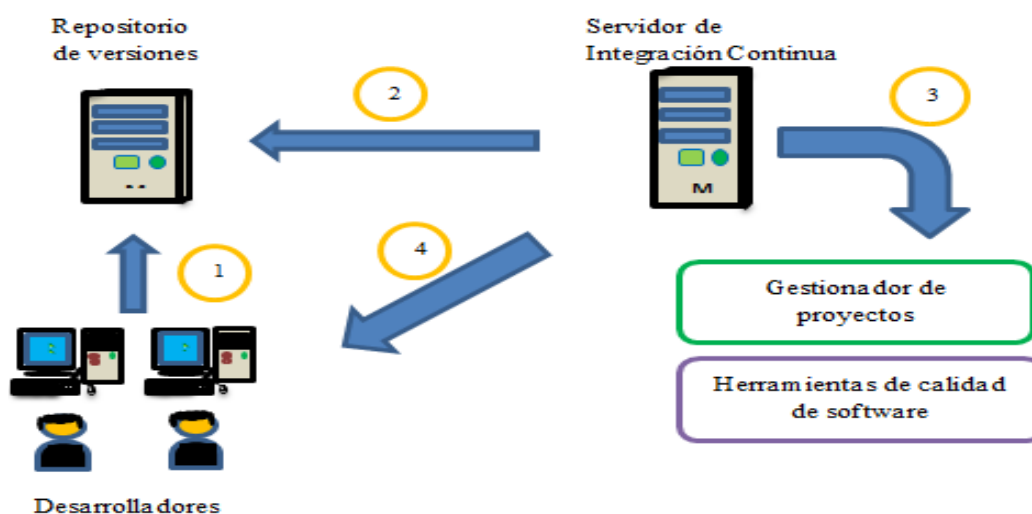 Repositorio
de versiones
Servidor de
Integración Continua
2
3
M
4
1
Gestionador de
proyectos
Herramientas de calidad
de software
Desarrolladores